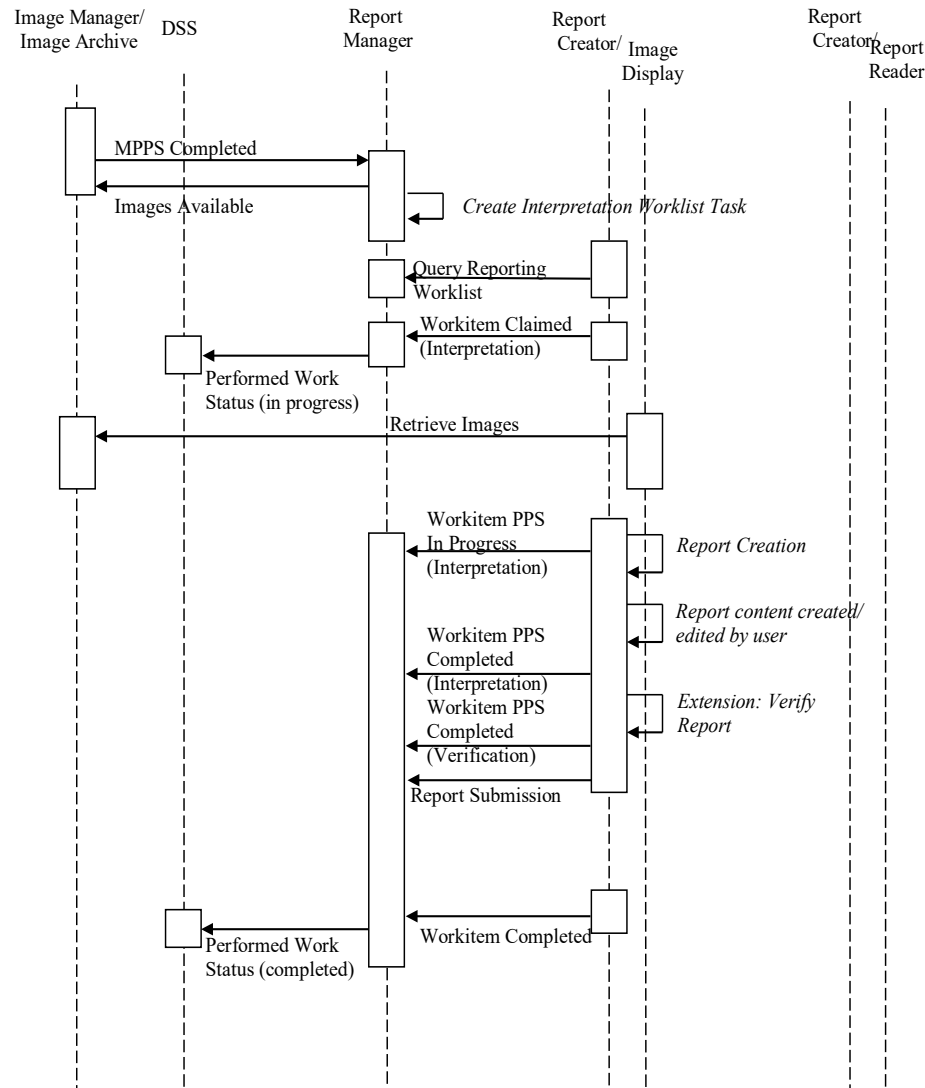 Image Manager/
Image Archive
DSS
Report
Manager
Report
Creator/
Image
Display
Report
Creator/
Report
Reader
MPPS Completed
Images Available
Create Interpretation Worklist Task
Query Reporting
Worklist
Workitem Claimed
(Interpretation)
Performed Work
Status (in progress)
Retrieve Images
Workitem PPS
In Progress
(Interpretation)
Report Creation
Report content created/
edited by user
Workitem PPS
Completed
(Interpretation)
Extension: Verify
Report
Workitem PPS
Completed
(Verification)
Report Submission
Workitem Completed
Performed Work
Status (completed)